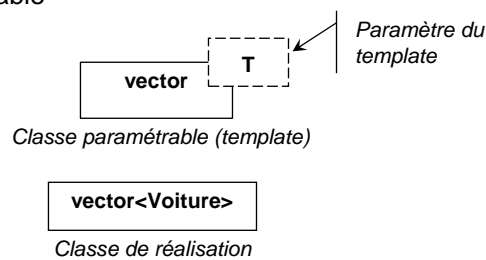 Paramètre du
template
T
vector
Classe paramétrable (template)
vector<Voiture>
Classe de réalisation